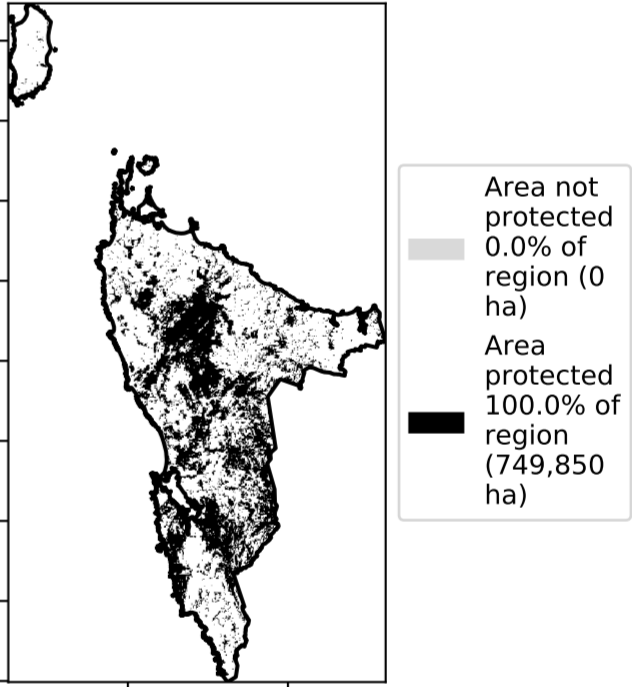 Area not
protected
0.0% of
region (0
ha)
Area
protected
100.0% of
region
(749,850
ha)